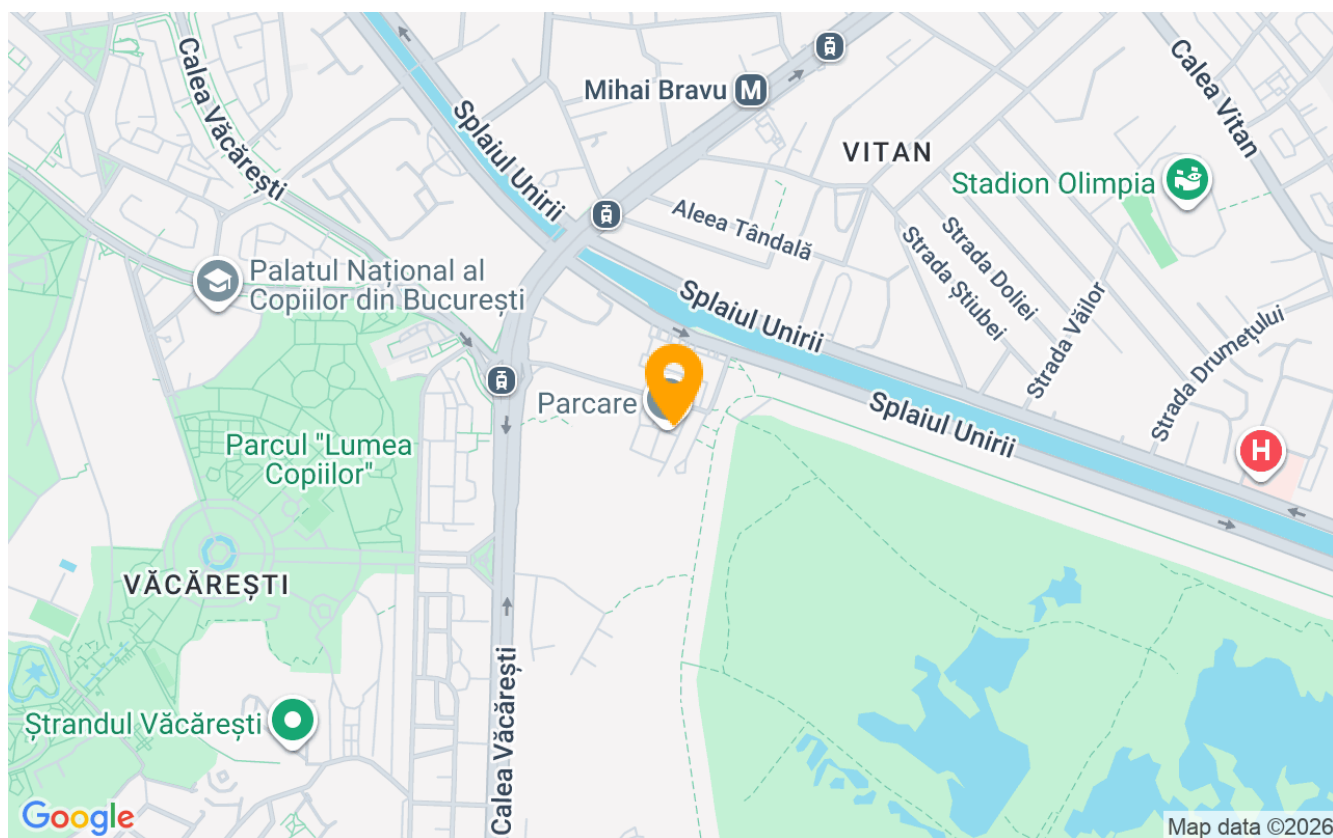 Calea Văcărești
Mihai Bravu
M
Splaiul Unirii
VITAN
Calea Vitan
Stadion Olimpia
Aleea Tândală
Strada Doliei
Strada Știubei
Palatul Național al
Copiilor din București
Splaiul Unirii
Strada Văilor
Strada Drumețului
Parcare
Splaiul Unirii
H
Parcul "Lumea
Copiilor"
VĂCĂREȘTI
Ștrandul Văcărești
Calea Văcărești
Google
Map data ©2026